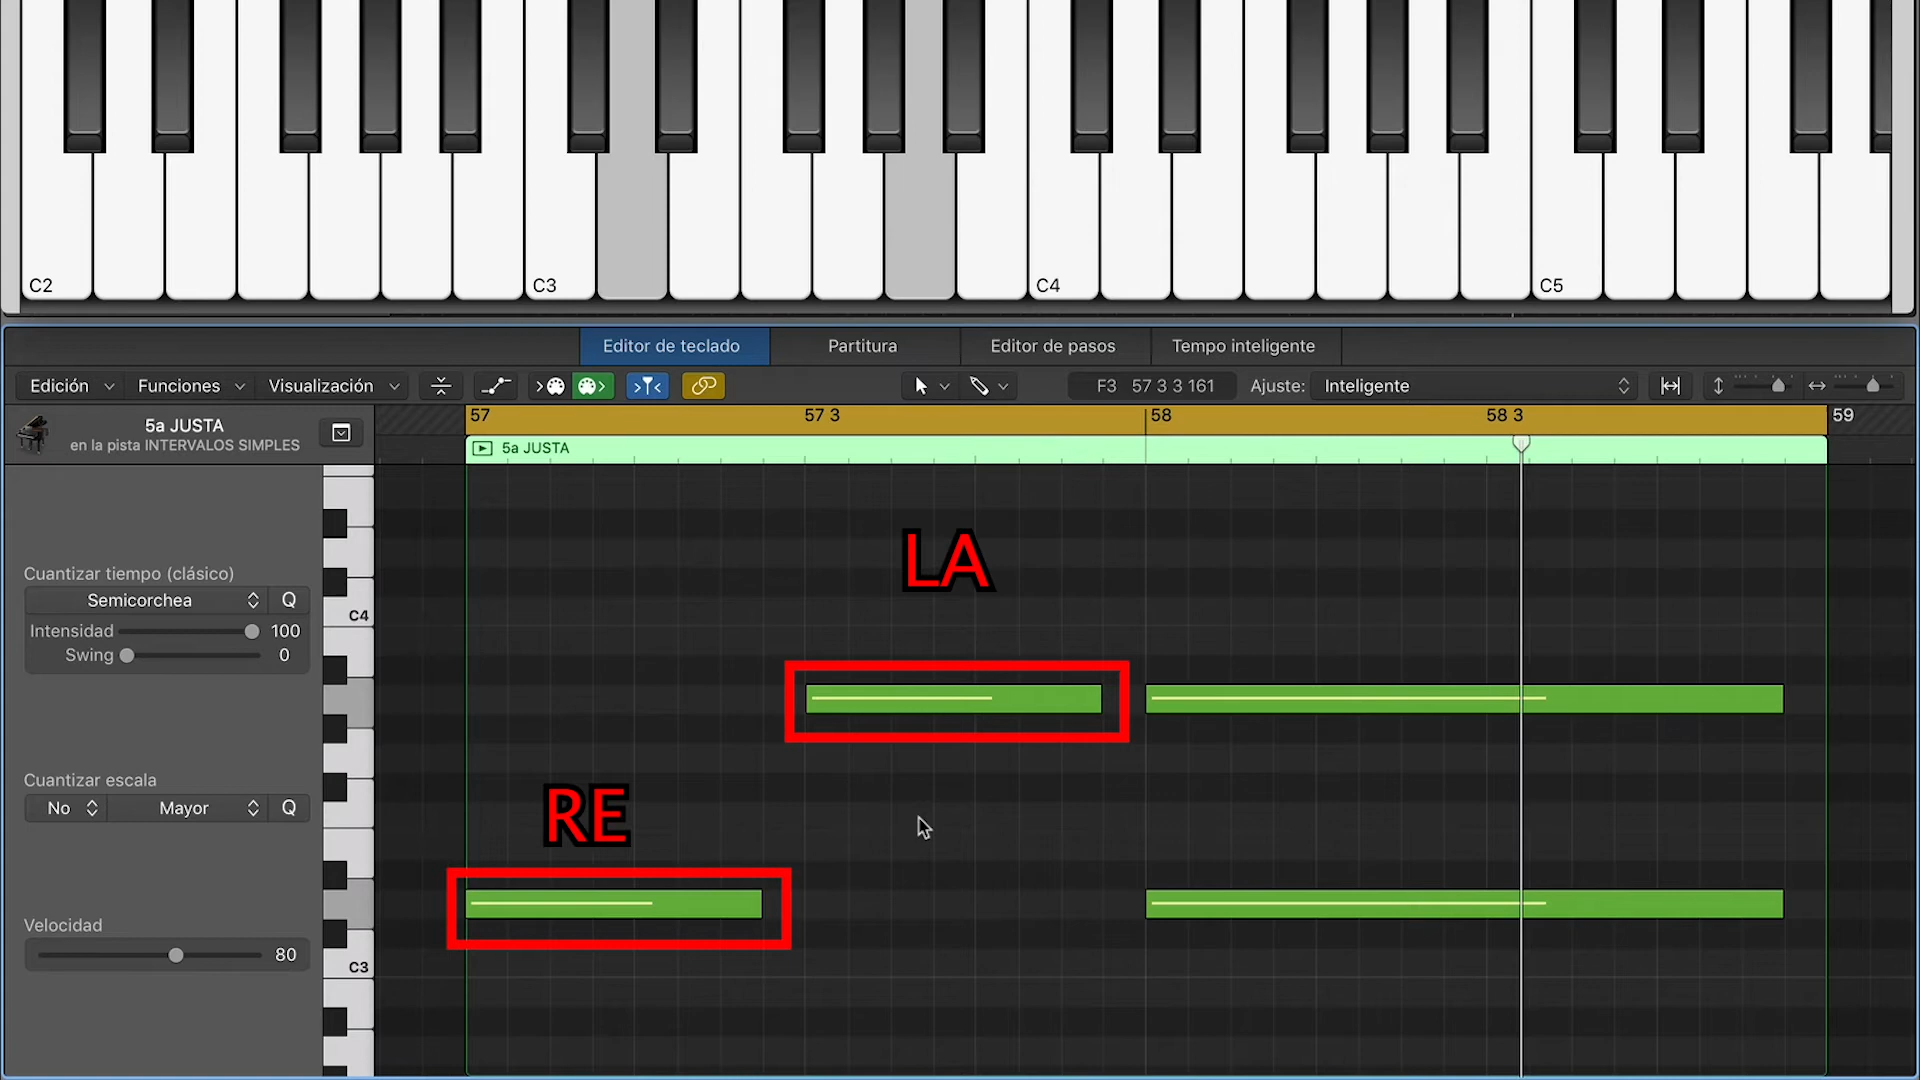 C2
C3
C4
C5
Editor de teclado
Partitura
Editor de pasos
Tempo inteligente
Edición
Funciones
Visualización
F3 57 3 3 161
Ajuste:
Inteligente
5a JUSTA
en la pista INTERVALOS SIMPLES
57
57 3
58
58 3
59
5a JUSTA
LA
Cuantizar tiempo (clásico)
Semicorchea
Q
C4
Intensidad
100
Swing
0
Cuantizar escala
No
Mayor
Q
RE
Velocidad
80
C3